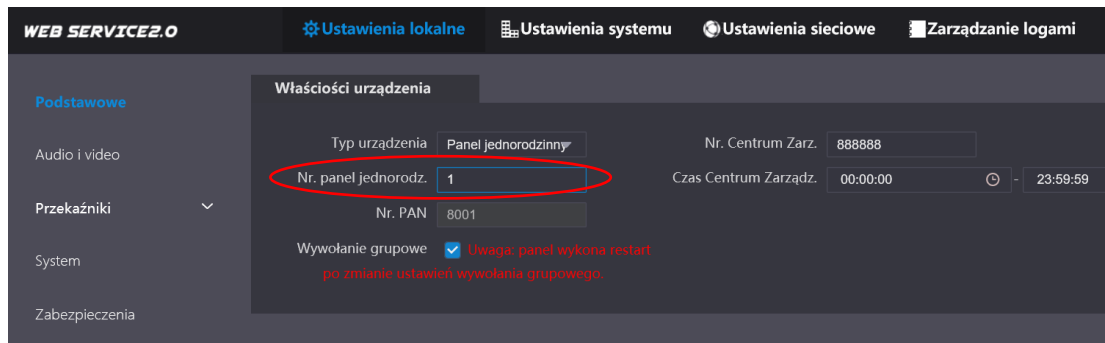 WEB SERVICE2.0
Ustawienia lokalne
Ustawienia systemu
Ustawienia sieciowe
Zarządzanie logami
Podstawowe
Audio i video
Przekaźniki
System
Zabezpieczenia
Właściości urządzenia
Typ urządzenia Panel jednorodzinny
Nr. Centrum Zarz. 888888
Nr. panel jednorodz. 1
Czas Centrum Zarządz. 00:00:00 - 23:59:59
Nr. PAN 8001
Wywołanie grupowe Uwaga: panel wykona restart
po zmianie ustawień wywołania grupowego.